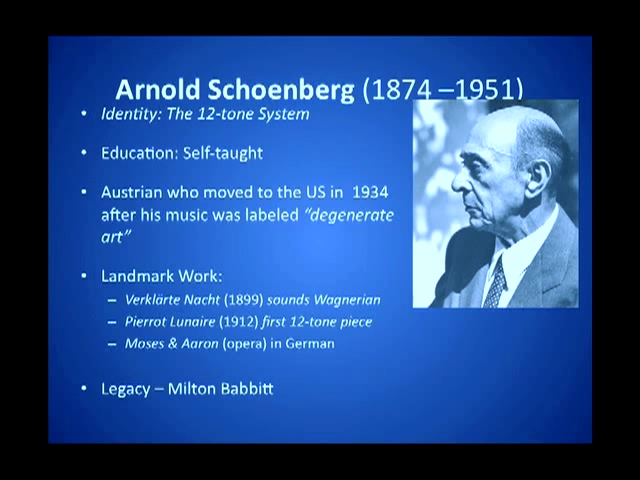 Arnold Schoenberg (1874 –1951)
• Identity: The 12-tone System
• Education: Self-taught
• Austrian who moved to the US in 1934
after his music was labeled "degenerate
art"
• Landmark Work:
– Verklärte Nacht (1899) sounds Wagnerian
– Pierrot Lunaire (1912) first 12-tone piece
– Moses & Aaron (opera) in German
• Legacy – Milton Babbitt